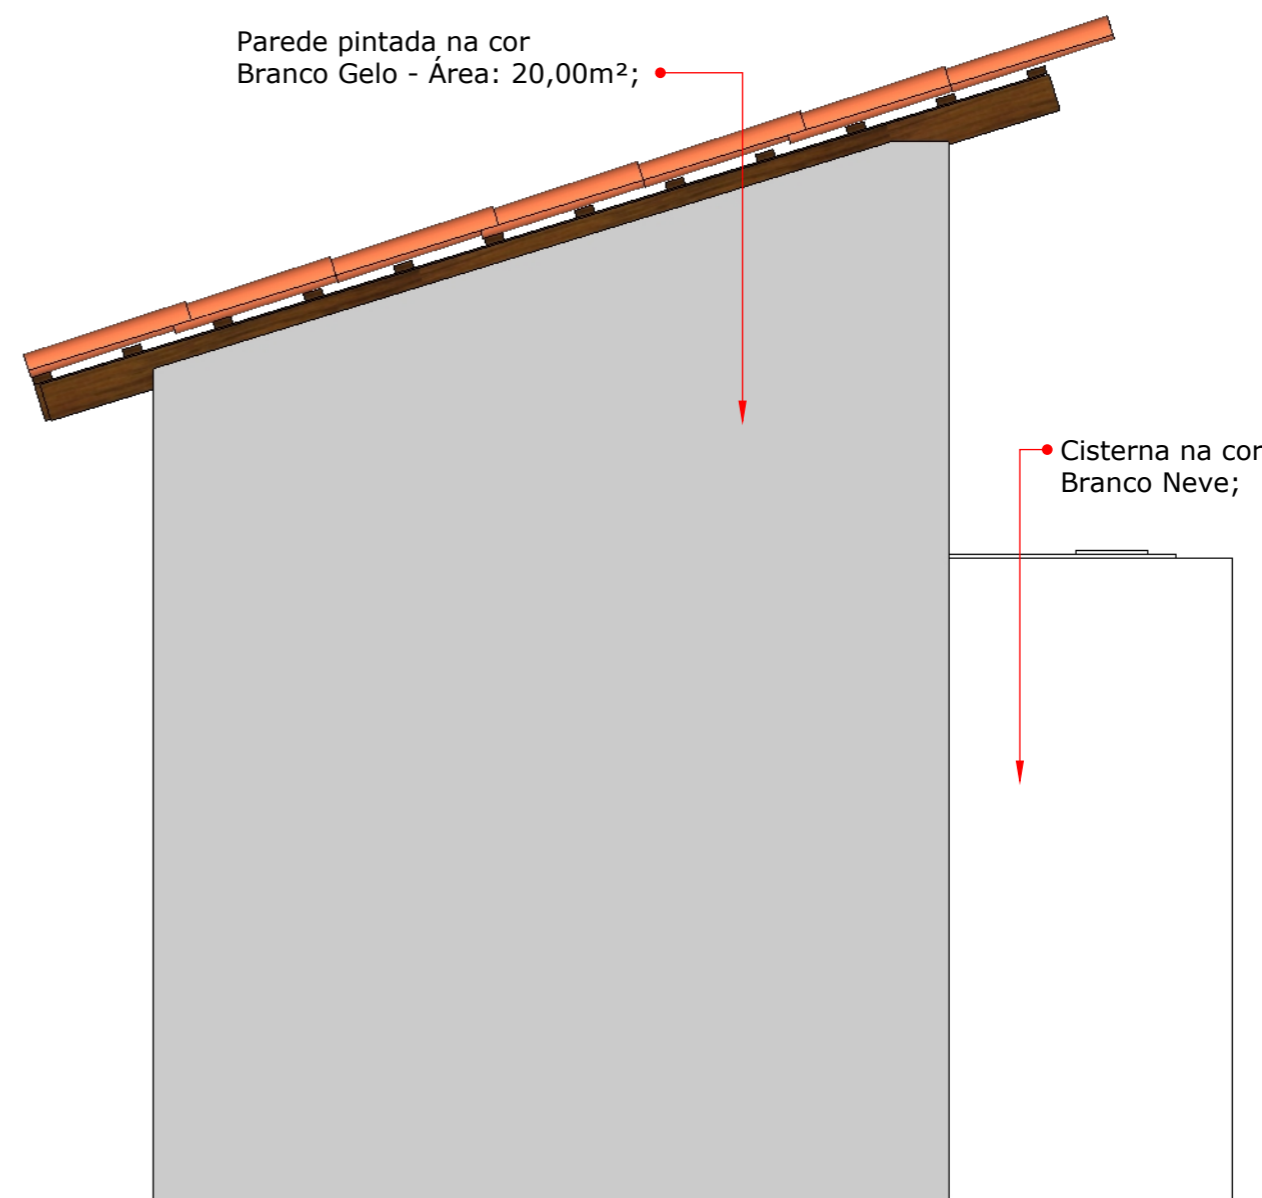 Parede pintada na cor
Branco Gelo - Área: 20,00m²;
Cisterna na cor
Branco Neve;